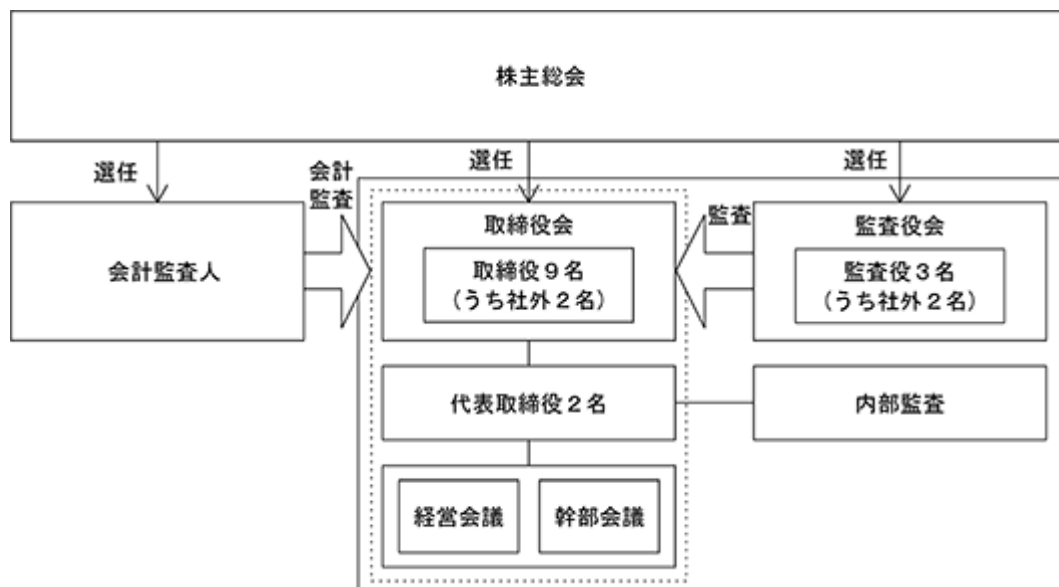 株主総会
選任
選任
選任
会計
監査
監査
会計監査人
取締役会
取締役９名
（うち社外２名）
監査役会
監査役３名
（うち社外２名）
代表取締役２名
内部監査
経営会議
幹部会議